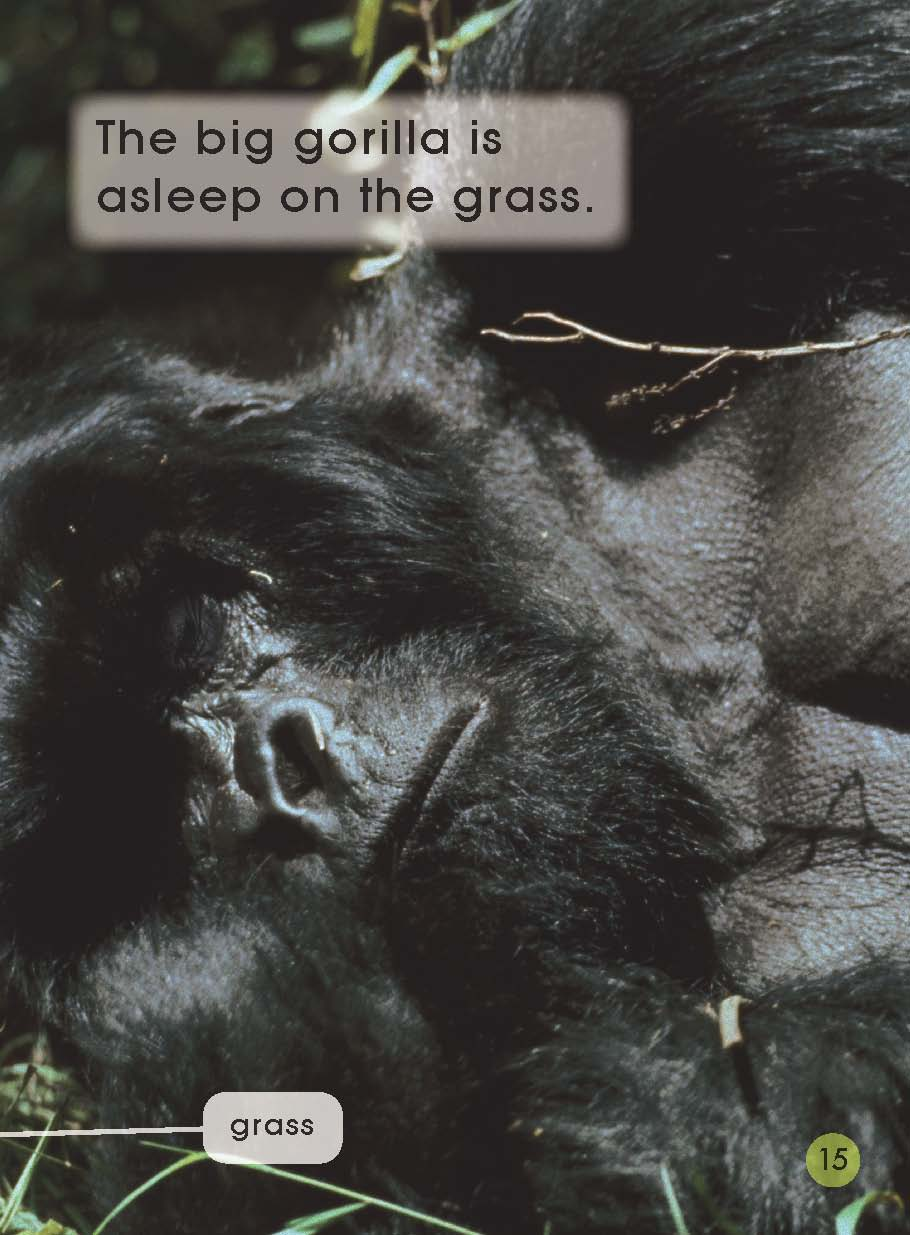 The big gorilla is
asleep on the grass.
grass
15